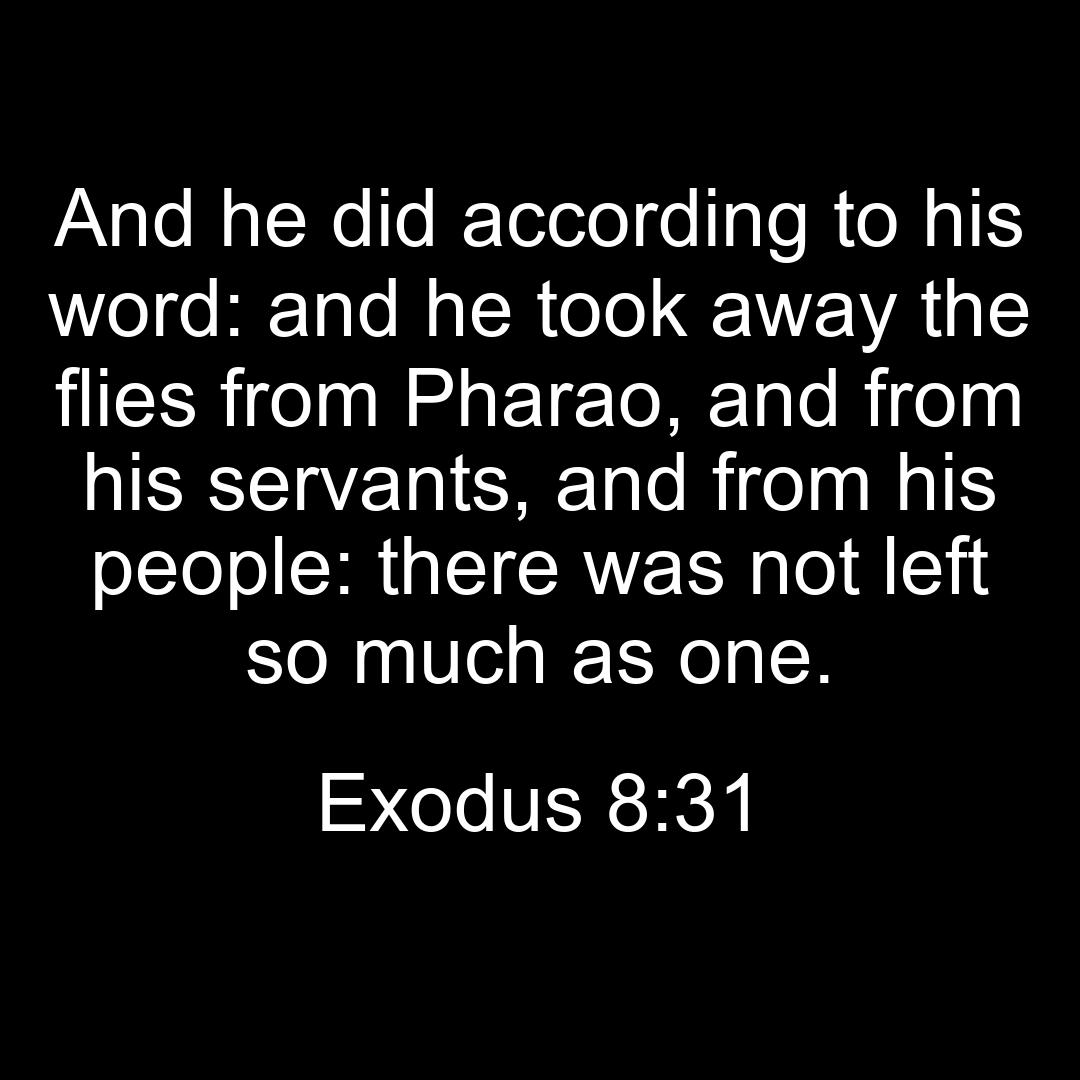 And he did according to his
word: and he took away the
flies from Pharao, and from
his servants, and from his
people: there was not left
so much as one.
Exodus 8:31